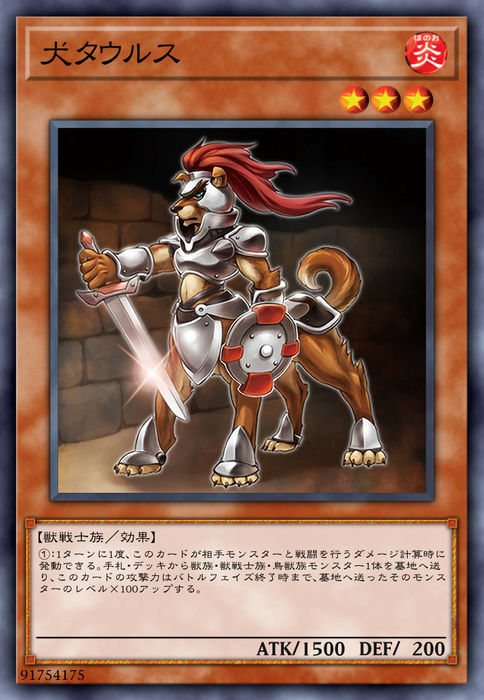 犬タウルス
ほのお
炎
【獣戦士族／効果】
①：1ターンに1度、このカードが相手モンスターと戦闘を行うダメージ計算時に
発動できる。手札・デッキから獣族・獣戦士族・鳥獣族モンスター1体を墓地へ送
り、このカードの攻撃力はバトルフェイズ終了時まで、墓地へ送ったそのモンス
ターのレベル×100アップする。
ATK/1500 DEF/ 200
91754175